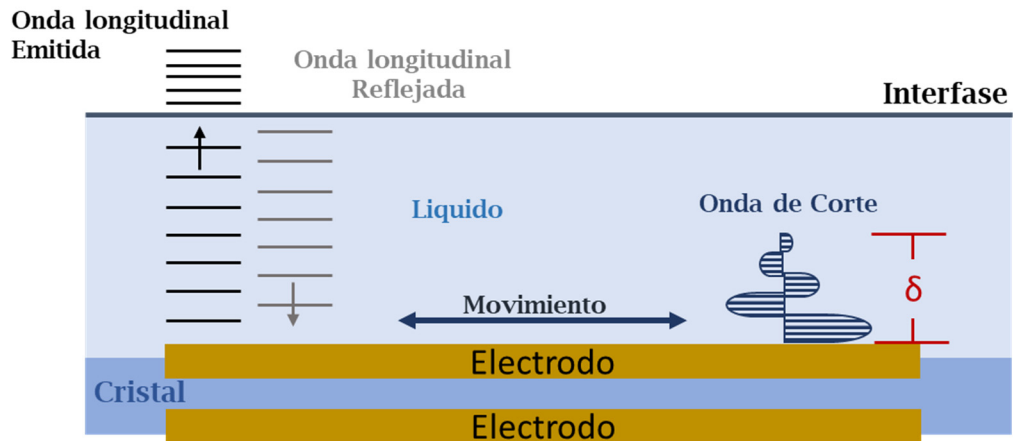 Onda longitudinal
Emitida
Onda longitudinal
Reflejada
Interfase
Liquido
Onda de Corte
δ
Movimiento
Electrodo
Cristal
Electrodo